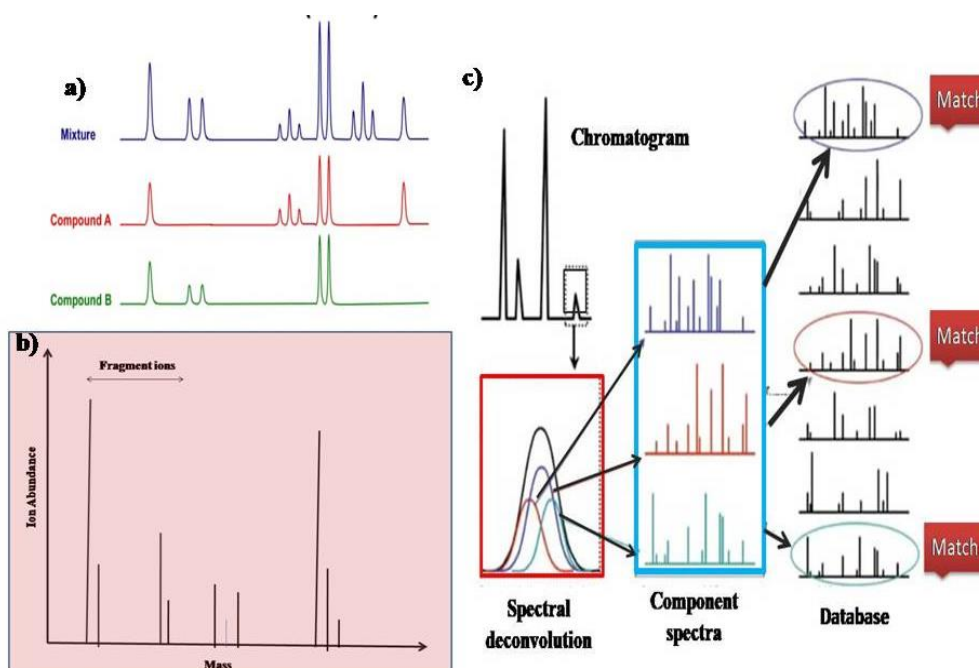 a)
Mixture
Compound A
Compound B
b)
Fragment ions
Ion Abundance
Mass
c)
Chromatogram
Spectral
deconvolution
Component
spectra
Database
Match
Match
Match